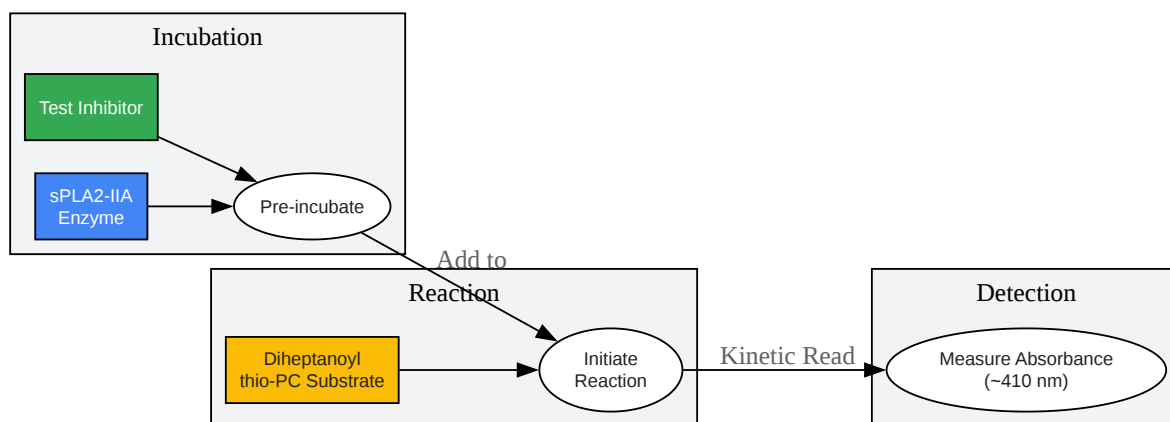 Incubation
Test Inhibitor
sPLA2-IIA
Enzyme
Pre-incubate
Add to
Reaction
Diheptanoyl
thio-PC Substrate
Initiate
Reaction
Kinetic Read
Detection
Measure Absorbance
(~410 nm)